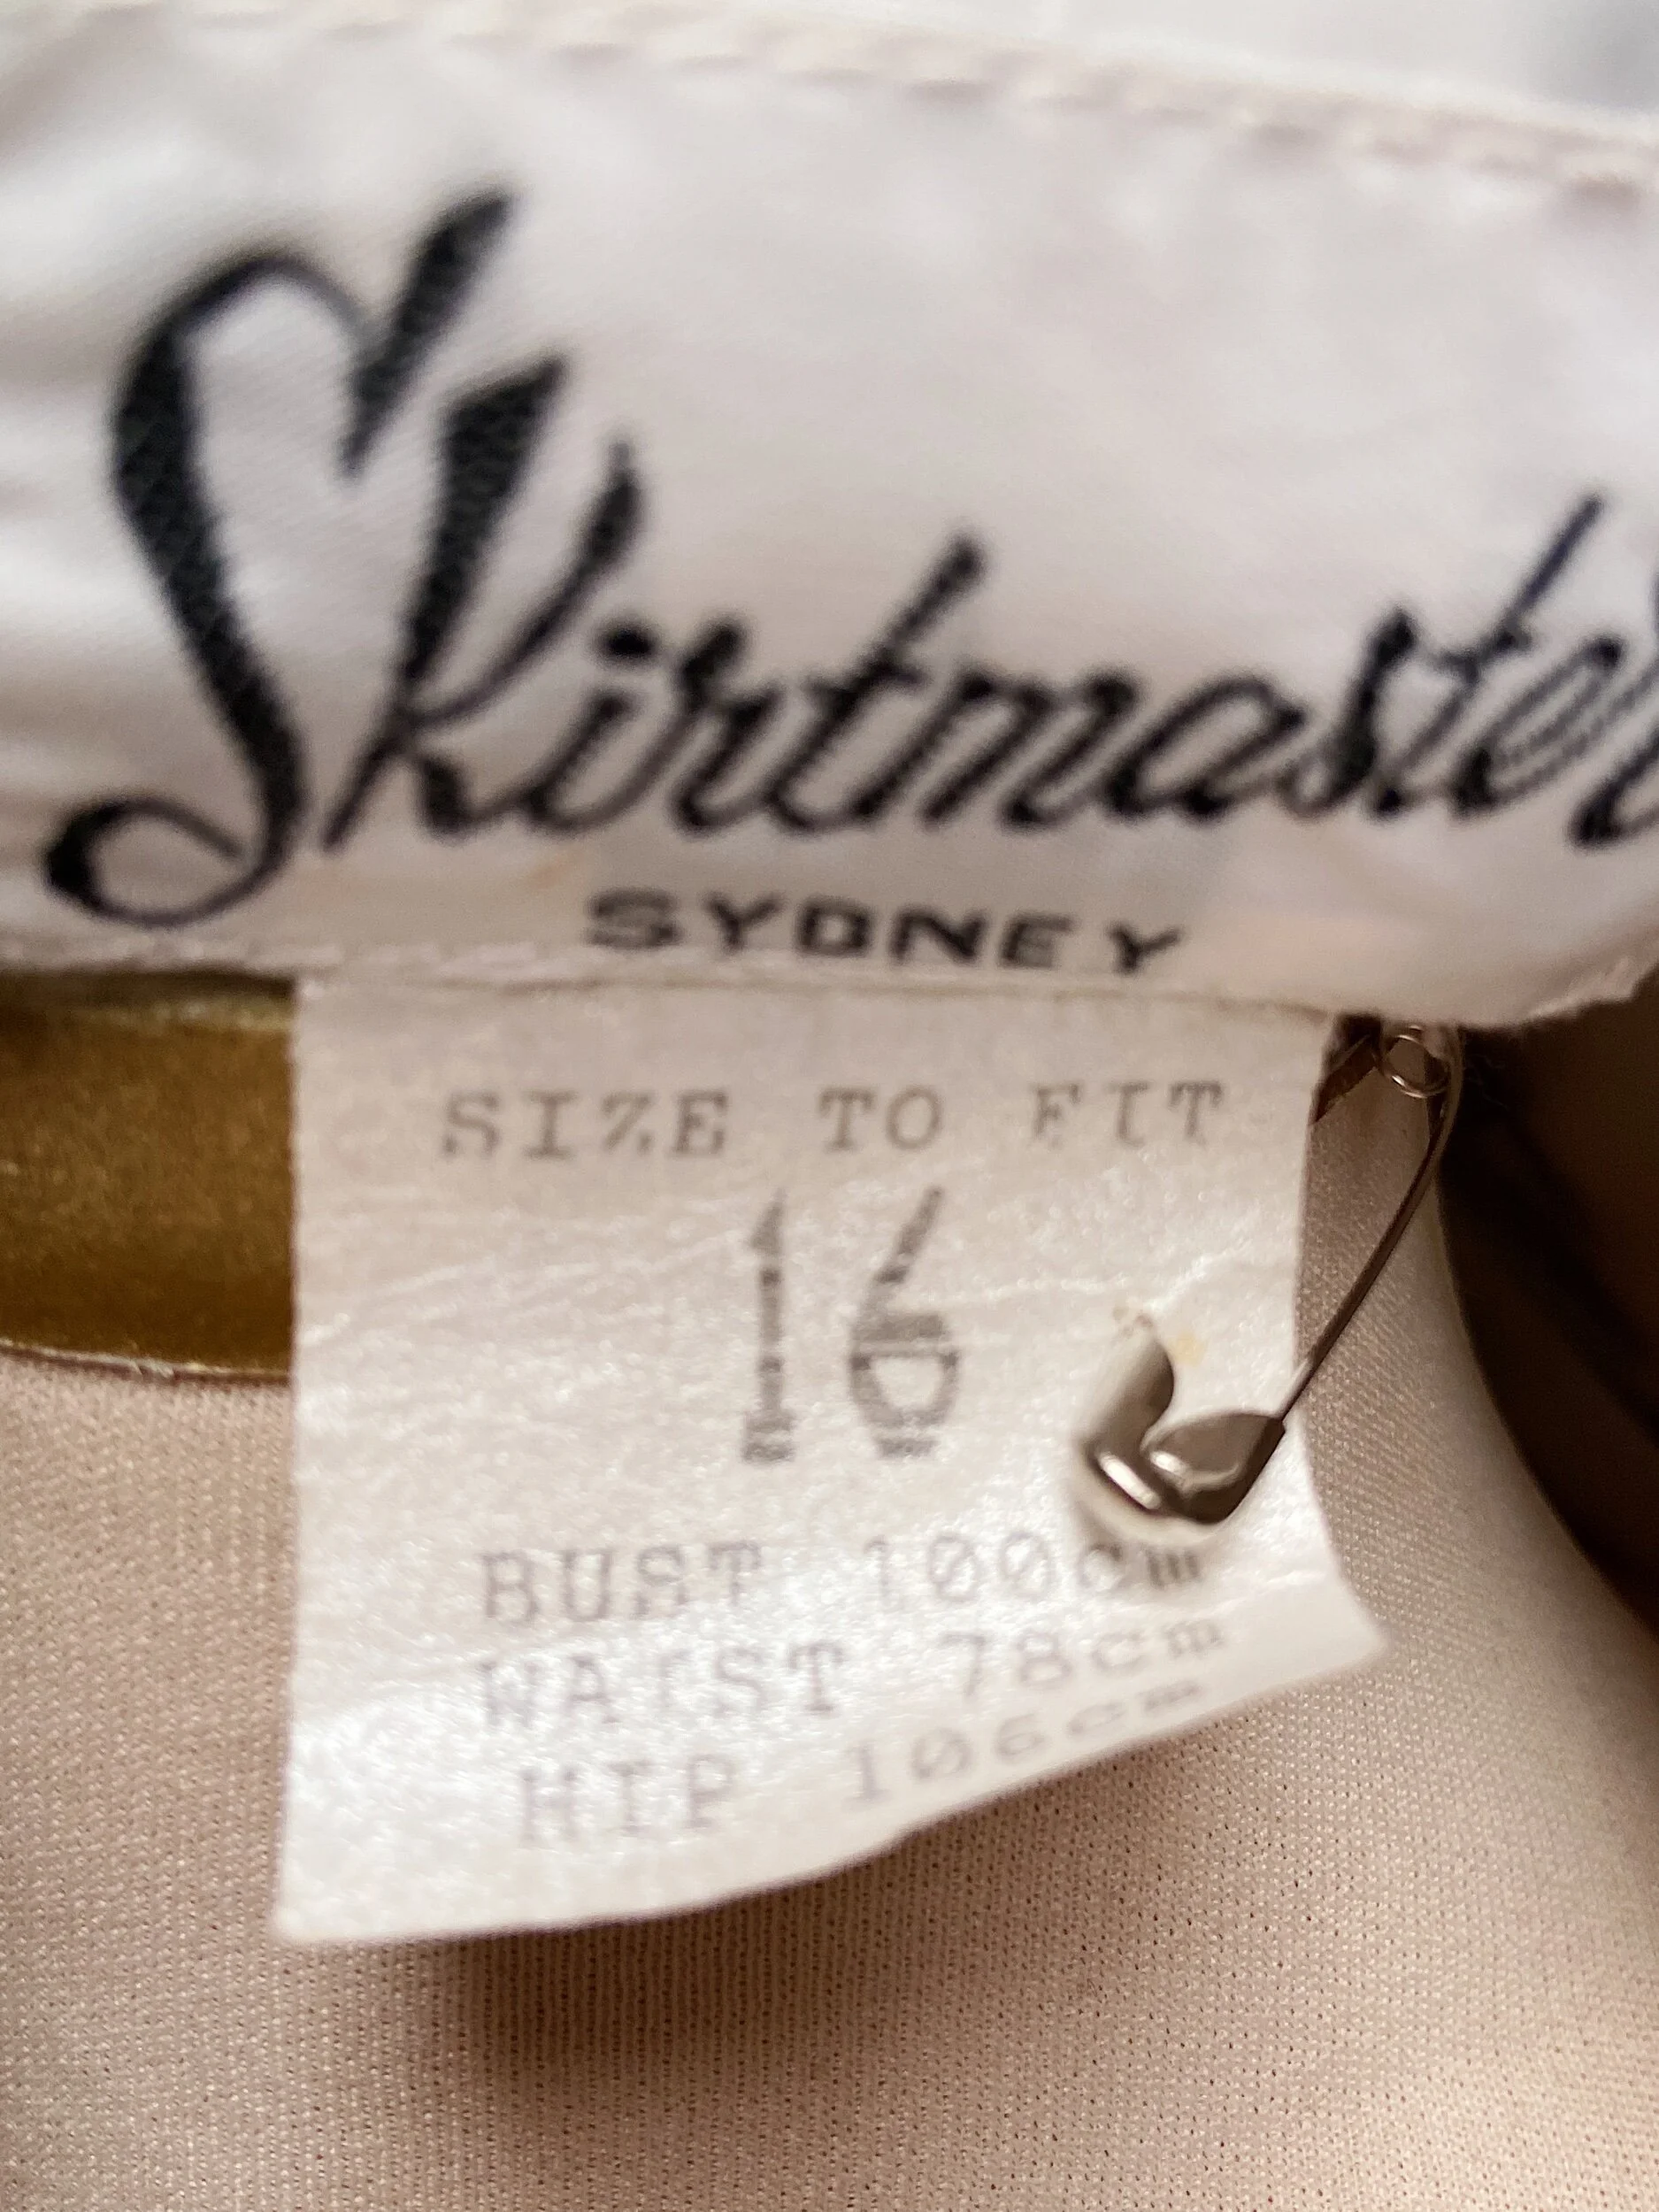 Skirtmaster
SYDNEY
SIZE TO FIT
16
BUST 100cm
WAIST 78cm
HIP 106cm